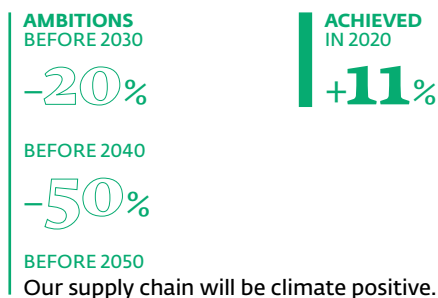 AMBITIONS
BEFORE 2030
–20%
BEFORE 2040
–50%
BEFORE 2050
Our supply chain will be climate positive.
ACHIEVED
IN 2020
+11%